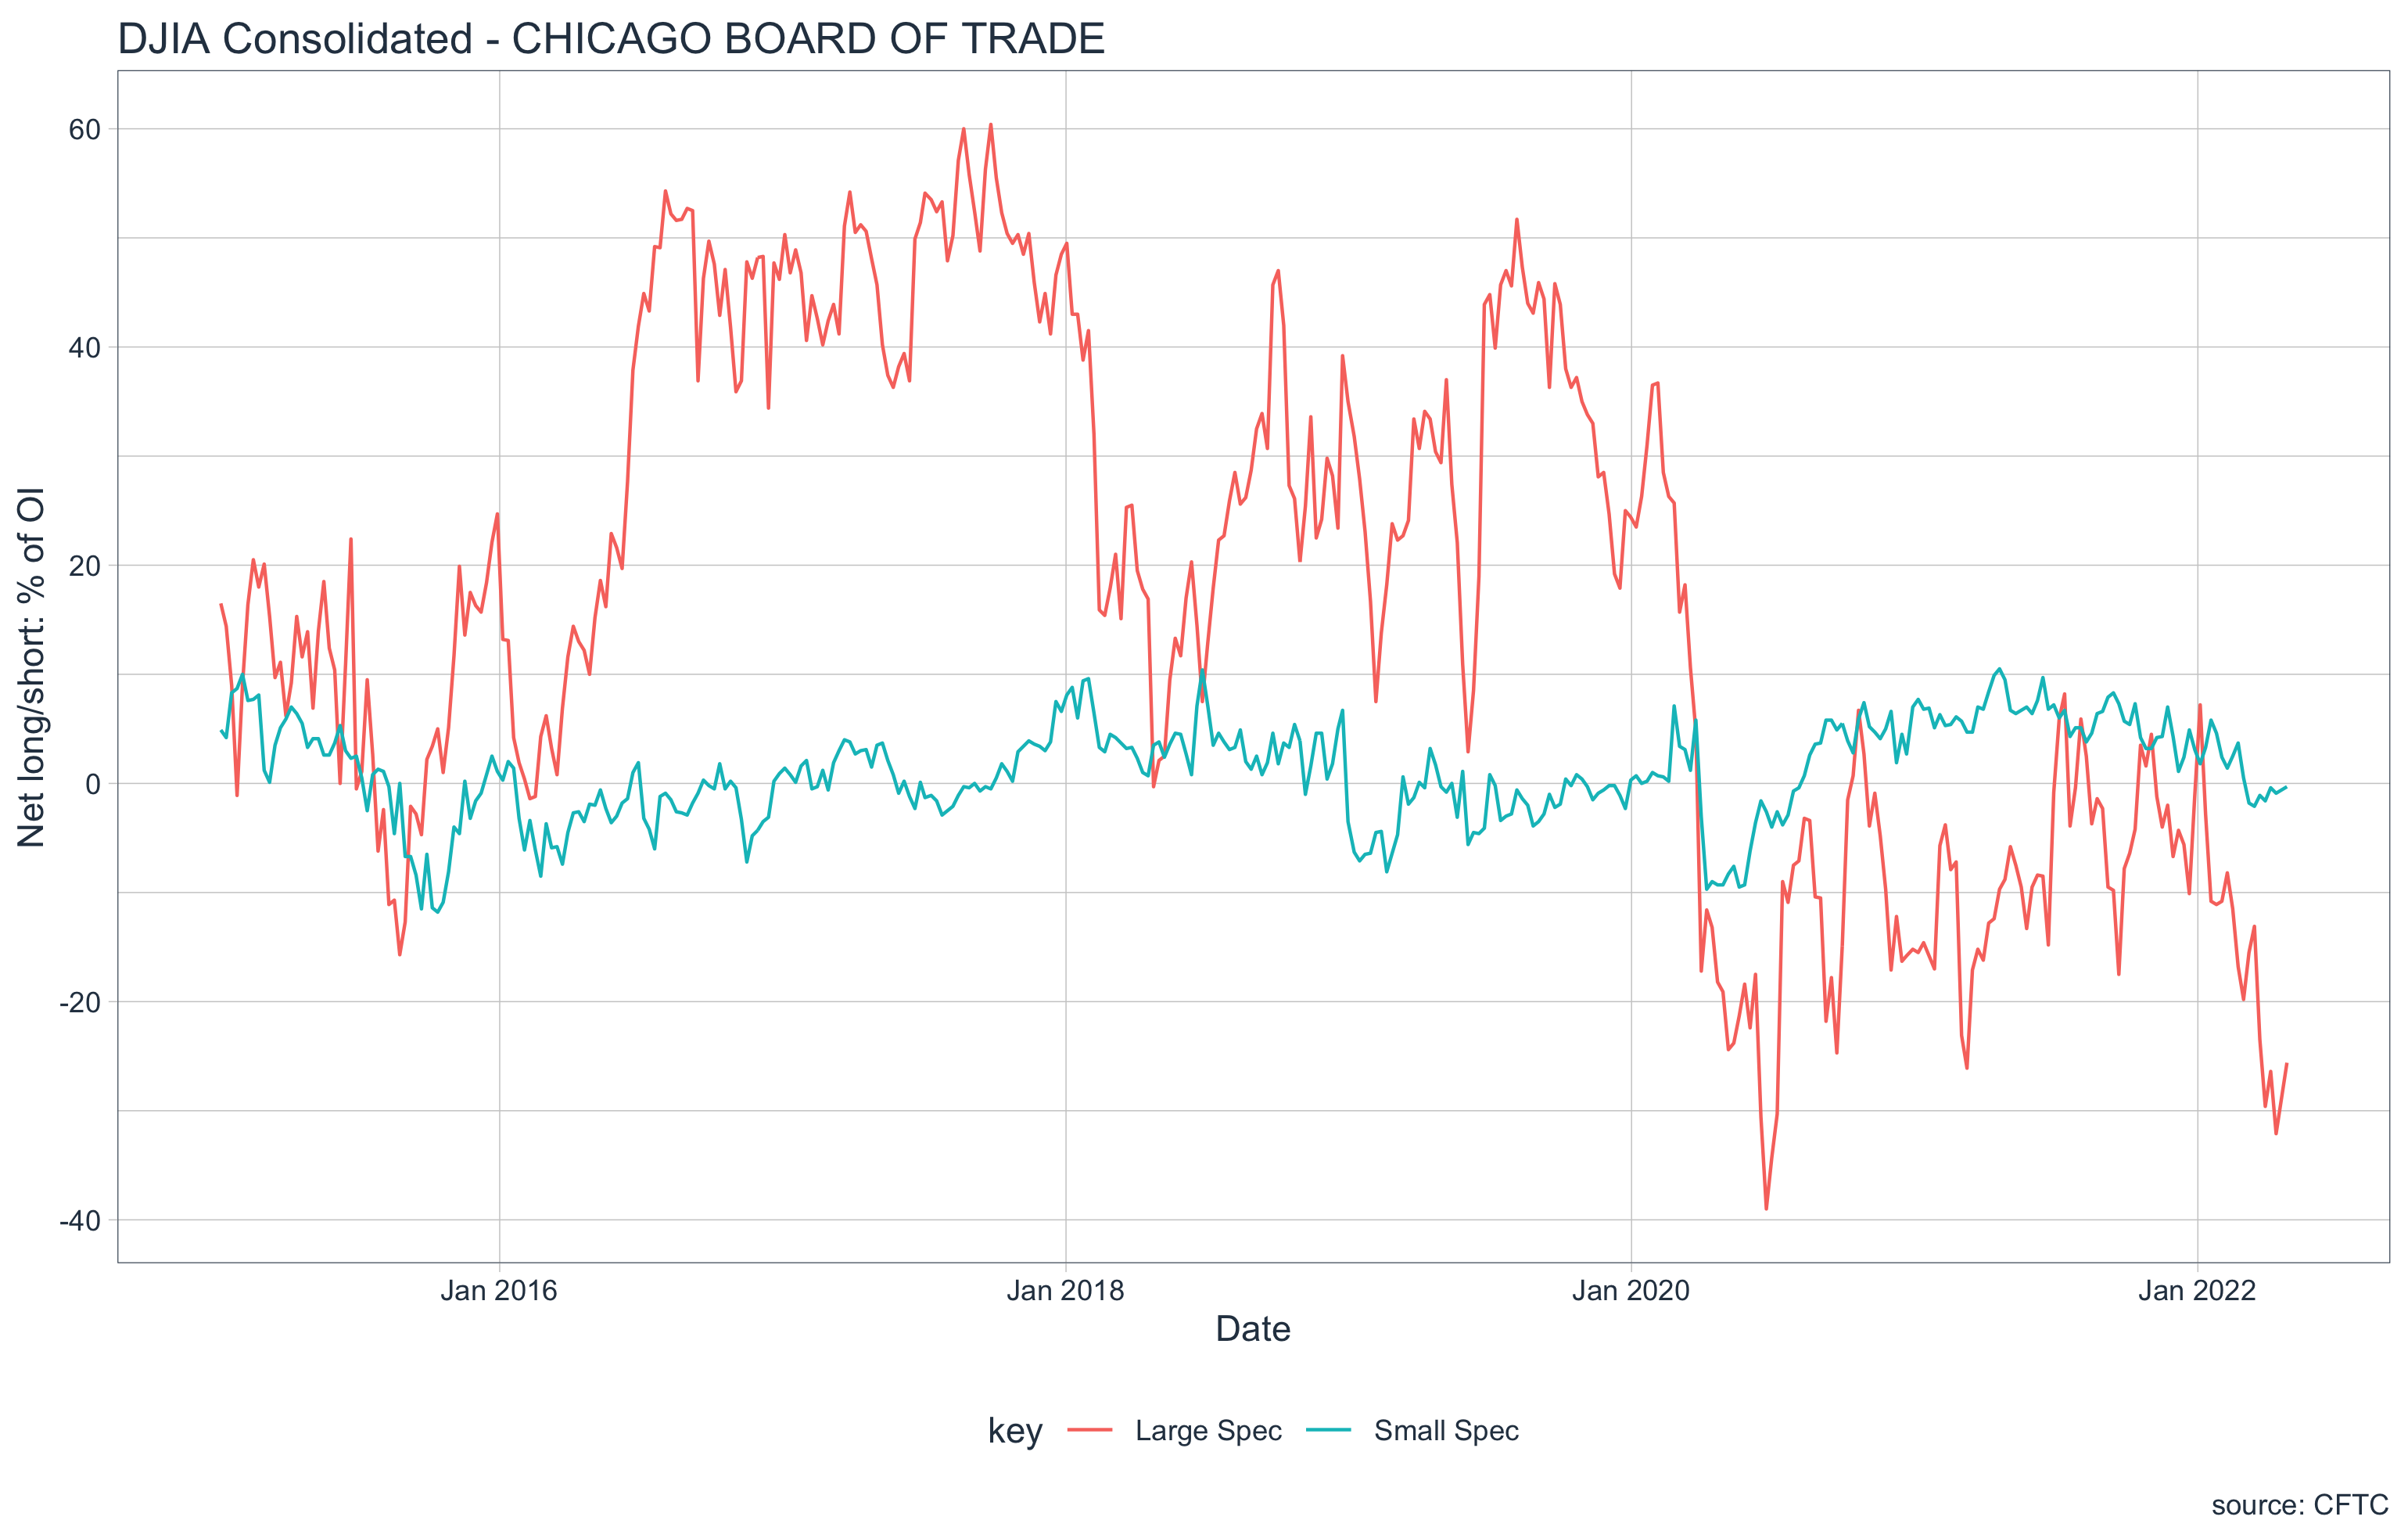 DJIA Consolidated - CHICAGO BOARD OF TRADE
Net long/short: % of OI
60
40
20
0
-20
-40
Jan 2016
Jan 2018
Jan 2020
Jan 2022
Date
key Large Spec Small Spec
source: CFTC